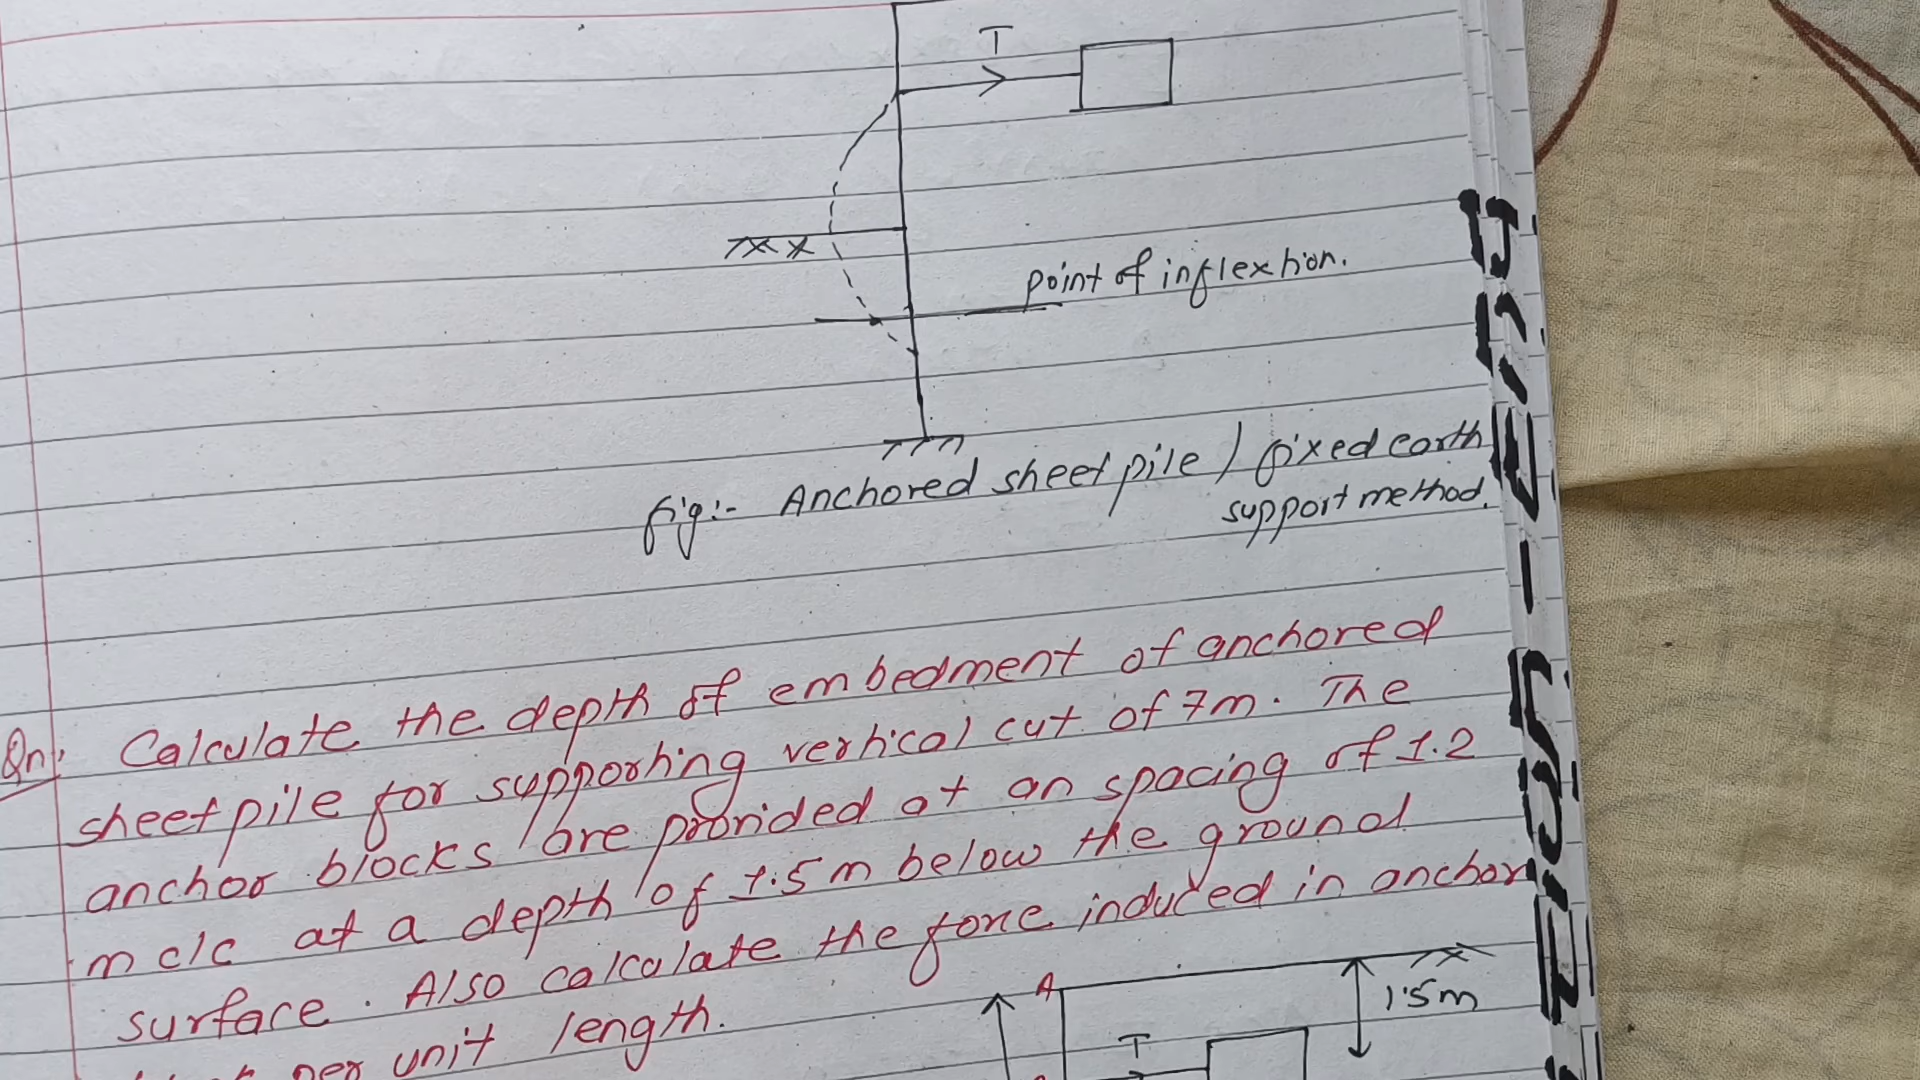 T
point of inflextion.
fig:- Anchored sheet pile / fixed earth
support method.
Qn: Calculate the depth of embedment of anchored
sheet pile for supporting vertical cut of 7m. The
anchor blocks are provided at an spacing of 1.2
m c/c at a depth of 1.5m below the ground
surface. Also calculate the force induced in anchor
per unit length.
A
1.5m
T